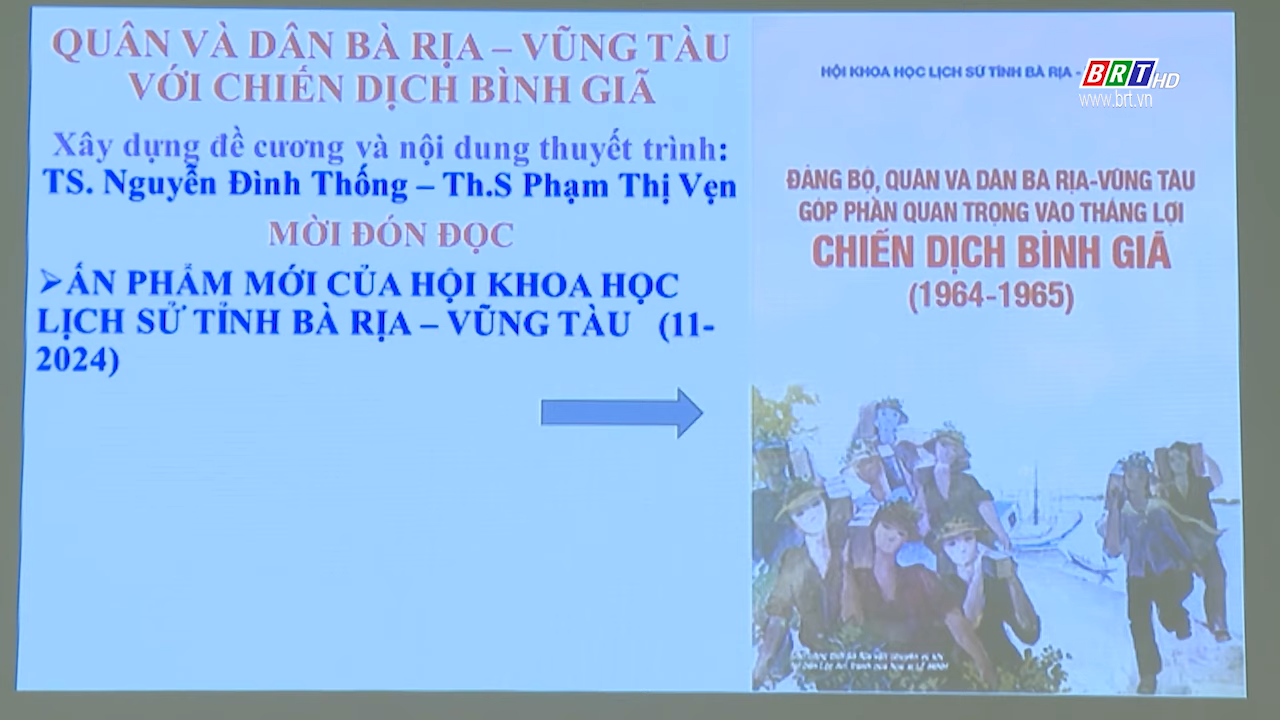 QUÂN VÀ DÂN BÀ RỊA – VŨNG TÀU
VỚI CHIẾN DỊCH BÌNH GIÃ
Xây dựng đề cương và nội dung thuyết trình:
TS. Nguyễn Đình Thống – Th.S Phạm Thị Vẹn
MỜI ĐÓN ĐỌC
➢ẤN PHẨM MỚI CỦA HỘI KHOA HỌC
LỊCH SỬ TỈNH BÀ RỊA – VŨNG TÀU (11-
2024)
HỘI KHOA HỌC LỊCH SỬ TỈNH BÀ RỊA -
BRT HD
www.brt.vn
ĐẢNG BỘ, QUÂN VÀ DÂN BÀ RỊA-VŨNG TÀU
GÓP PHẦN QUAN TRỌNG VÀO THẮNG LỢI
CHIẾN DỊCH BÌNH GIÃ
(1964-1965)